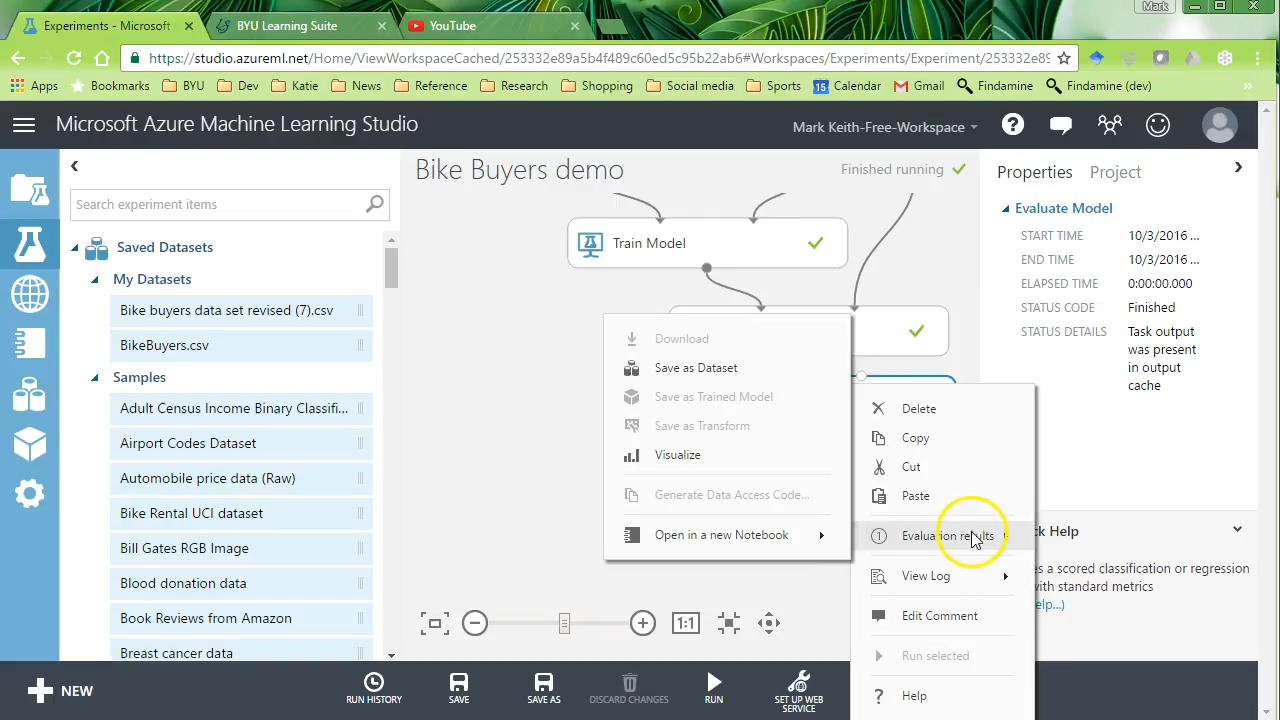 Mark
Experiments - Microsoft
BYU Learning Suite
YouTube
https://studio.azureml.net/Home/ViewWorkspaceCached/253332e89a5b4f489c60ed5c95b22ab6#Workspaces/Experiments/Experiment/253332e89
Apps
Bookmarks
BYU
Dev
Katie
News
Reference
Research
Shopping
Social media
Sports
15
Calendar
Gmail
Findamine
Findamine (dev)
»
Microsoft Azure Machine Learning Studio
Mark Keith-Free-Workspace
Search experiment items
Saved Datasets
My Datasets
Bike buyers data set revised (7).csv
BikeBuyers.csv
Samples
Adult Census Income Binary Classifi...
Airport Codes Dataset
Automobile price data (Raw)
Bike Rental UCI dataset
Bill Gates RGB Image
Blood donation data
Book Reviews from Amazon
Breast cancer data
Bike Buyers demo
Finished running
Train Model
Download
Save as Dataset
Save as Trained Model
Save as Transform
Visualize
Generate Data Access Code...
Open in a new Notebook
Delete
Copy
Cut
Paste
1
Evaluation results
View Log
Edit Comment
Run selected
? Help
1:1
Properties
Project
Evaluate Model
START TIME 10/3/2016 ...
END TIME 10/3/2016 ...
ELAPSED TIME 0:00:00.000
STATUS CODE Finished
STATUS DETAILS Task output
was present
in output
cache
ck Help
es a scored classification or regression
with standard metrics
elp...)
NEW
RUN HISTORY
SAVE
SAVE AS
DISCARD CHANGES
RUN
SET UP WEB
SERVICE